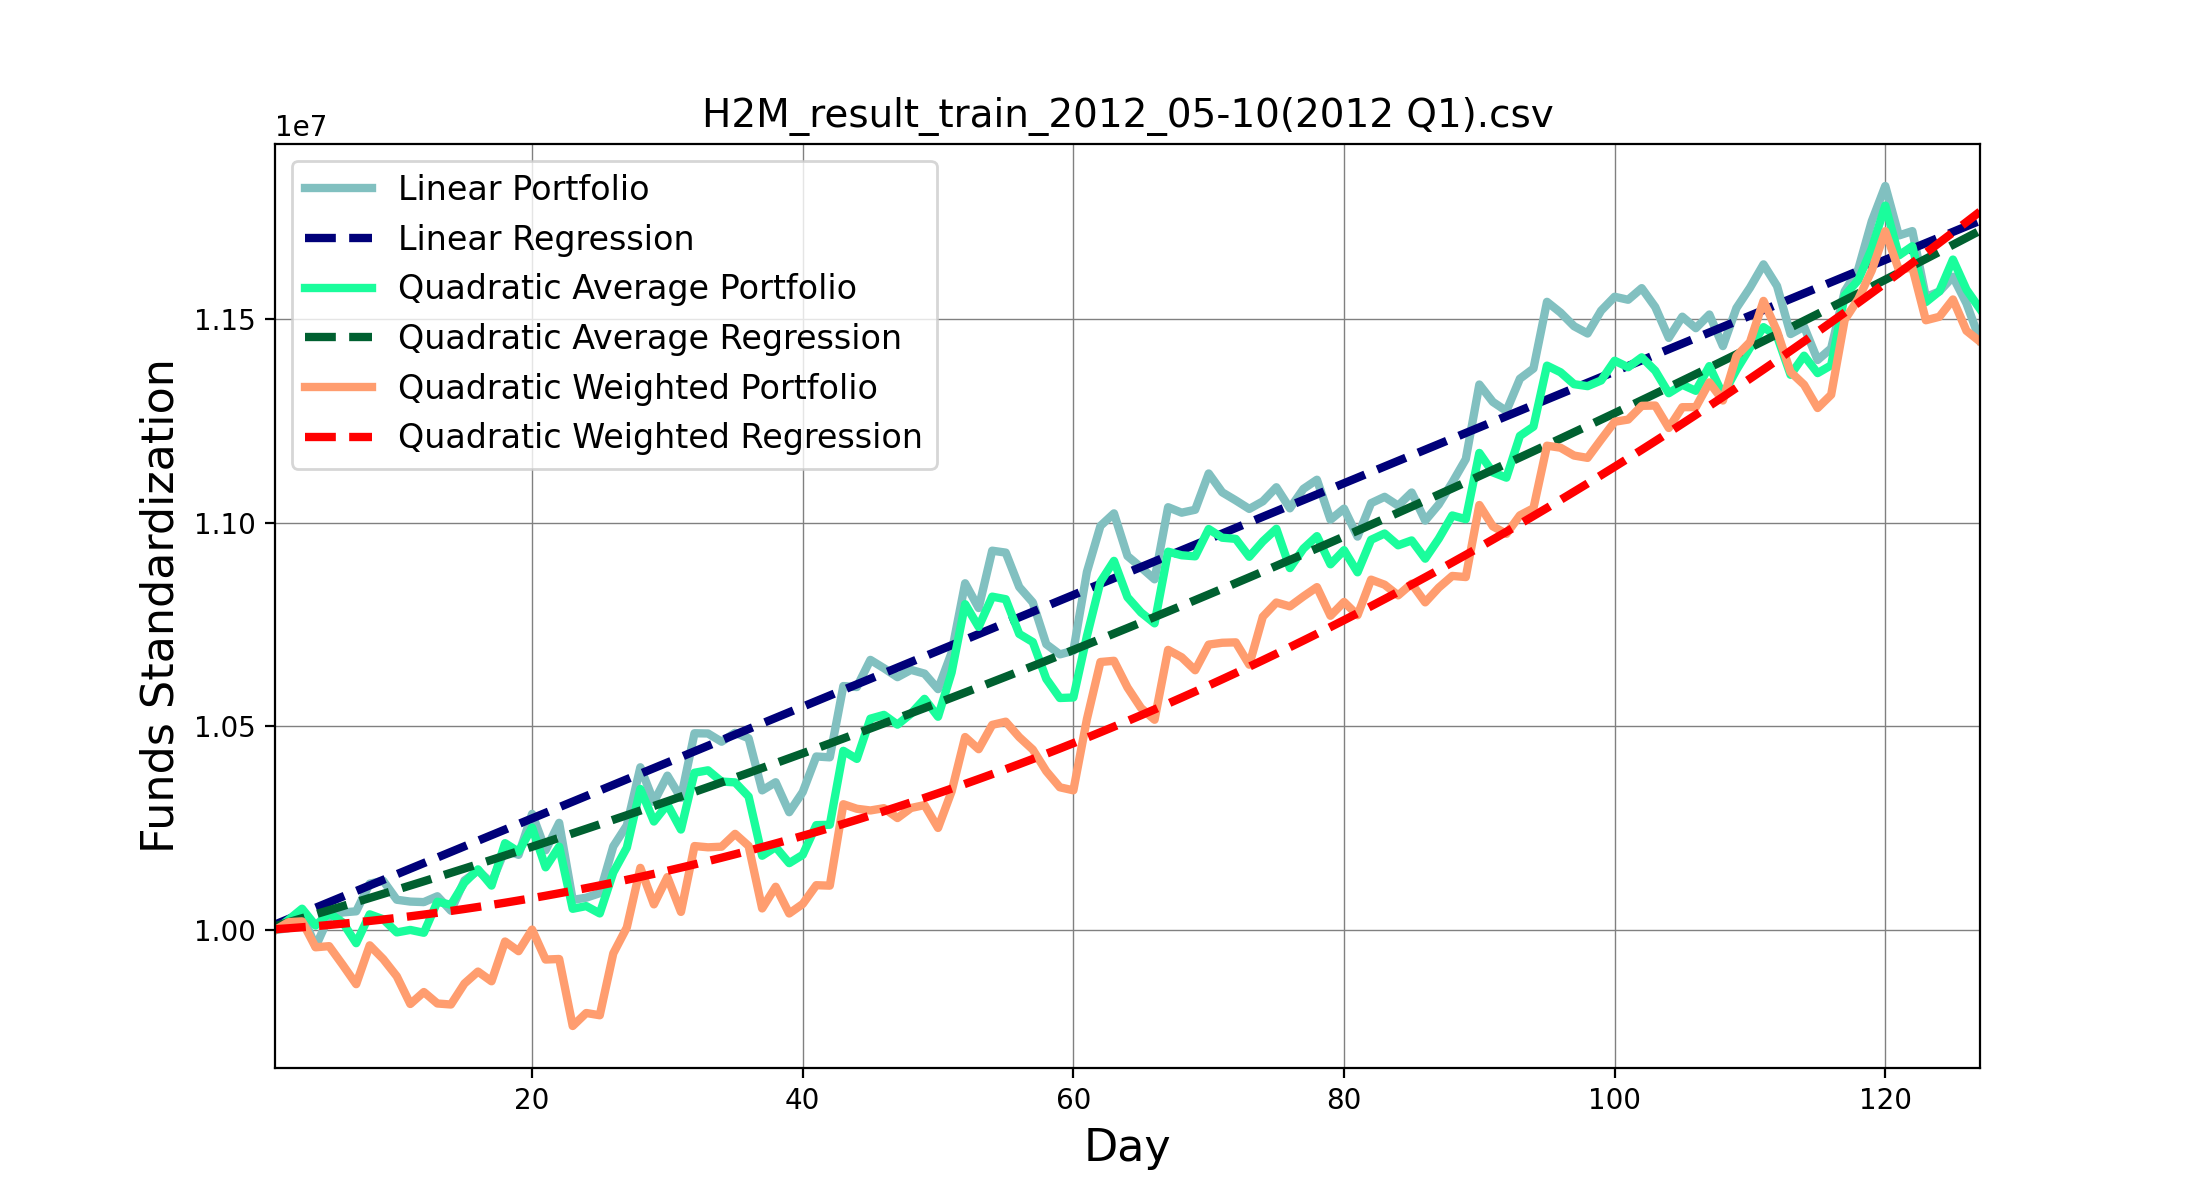 H2M_result_train_2012_05-10(2012 Q1).csv
1e7
Linear Portfolio
Linear Regression
Quadratic Average Portfolio
Quadratic Average Regression
Quadratic Weighted Portfolio
Quadratic Weighted Regression
Funds Standardization
1.15
1.10
1.05
1.00
20 40 60 80 100 120
Day